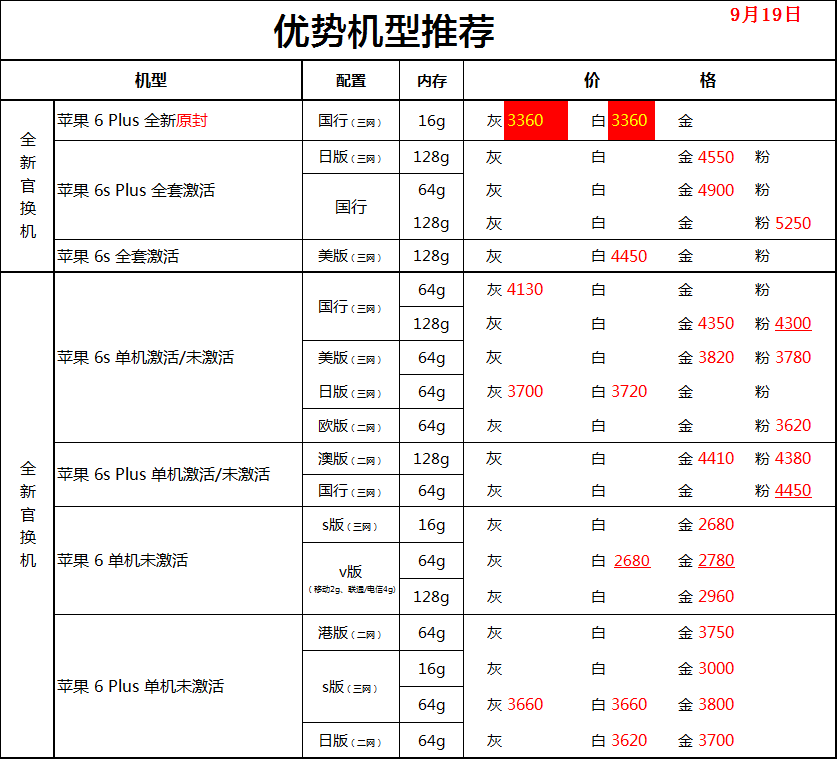 优势机型推荐
9月19日
机型 配置 内存 价 格
全新官换机
苹果 6 Plus 全新原封 国行（三网） 16g 灰 3360 白 3360 金
苹果 6s Plus 全套激活 日版（三网） 128g 灰 白 金 4550 粉
国行 64g 灰 白 金 4900 粉
128g 灰 白 金 粉 5250
苹果 6s 全套激活 美版（三网） 128g 灰 白 4450 金 粉
全新官换机
苹果 6s 单机激活/未激活 国行（三网） 64g 灰 4130 白 金 粉
128g 灰 白 金 4350 粉 4300
美版（三网） 64g 灰 白 金 3820 粉 3780
日版（三网） 64g 灰 3700 白 3720 金 粉
欧版（二网） 64g 灰 白 金 粉 3620
苹果 6s Plus 单机激活/未激活 澳版（二网） 128g 灰 白 金 4410 粉 4380
国行（三网） 64g 灰 白 金 粉 4450
苹果 6 单机未激活 s版（三网） 16g 灰 白 金 2680
v版 64g 灰 白 2680 金 2780
（移动2g、联通/电信4g）
128g 灰 白 金 2960
苹果 6 Plus 单机未激活 港版（二网） 64g 灰 白 金 3750
s版（三网） 16g 灰 白 金 3000
64g 灰 3660 白 3660 金 3800
日版（二网） 64g 灰 白 3620 金 3700